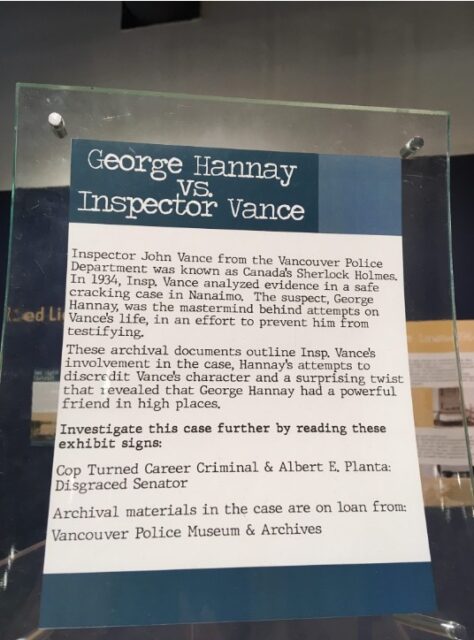 George Hannay
vs.
Inspector Vance
Inspector John Vance from the Vancouver Police
Department was known as Canada's Sherlock Holmes.
In 1934, Insp. Vance analyzed evidence in a safe
cracking case in Nanaimo. The suspect, George
Hannay, was the mastermind behind attempts on
Vance's life, in an effort to prevent him from
testifying.
These archival documents outline Insp. Vance's
involvement in the case, Hannay's attempts to
discredit Vance's character and a surprising twist
that revealed that George Hannay had a powerful
friend in high places.
Investigate this case further by reading these
exhibit signs:
Cop Turned Career Criminal & Albert E. Planta:
Disgraced Senator
Archival materials in the case are on loan from:
Vancouver Police Museum & Archives